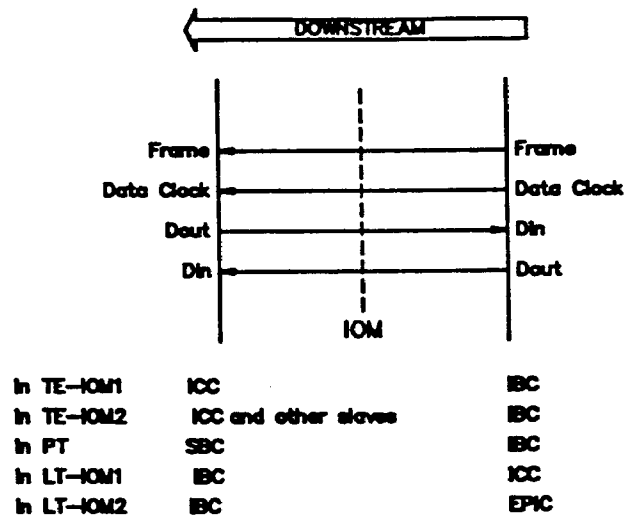 DOWNSTREAM
Frame Frame
Data Clock Data Clock
Dout Din
Din Dout
IOM
In TE-IOM1 ICC IBC
In TE-IOM2 ICC and other slaves IBC
In PT SBC IBC
In LT-IOM1 IBC ICC
In LT-IOM2 IBC EPIC